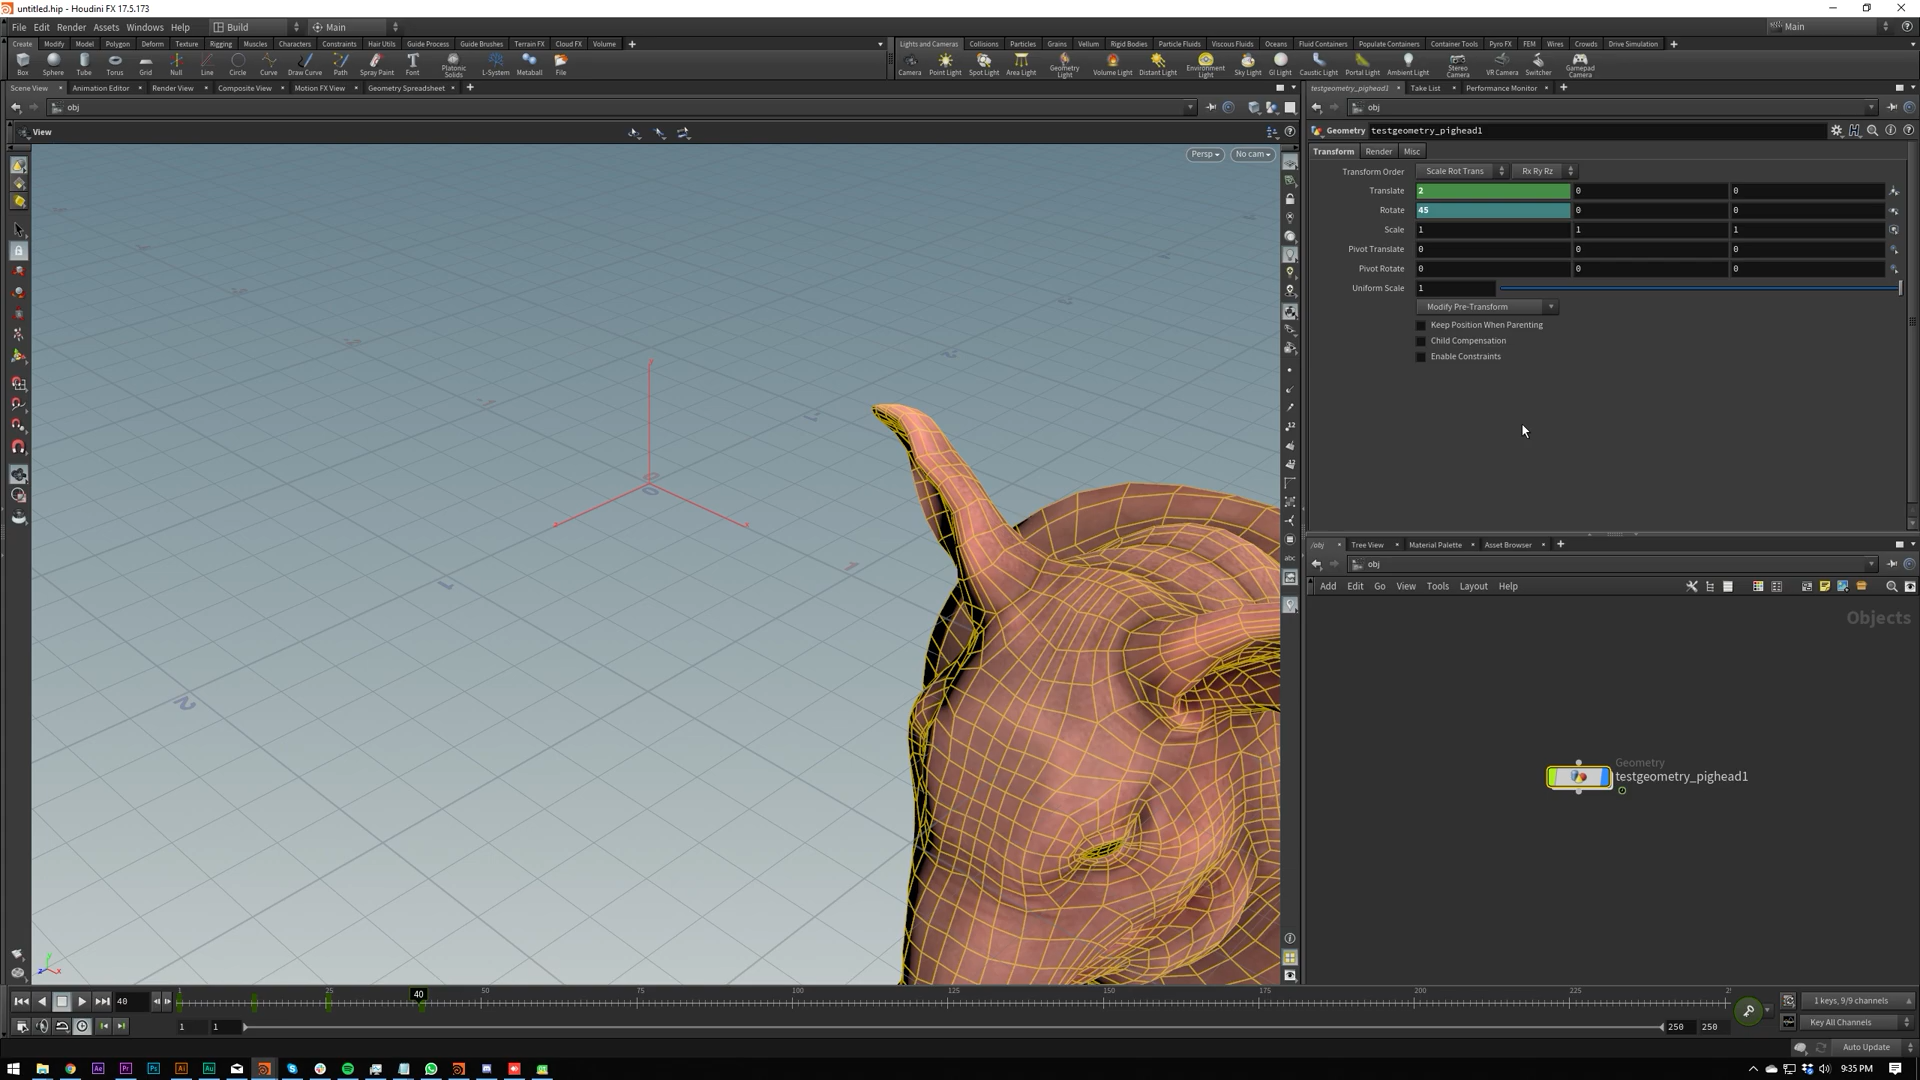 untitled.hip - Houdini FX 17.5.173
File Edit Render Assets Windows Help Build Main Main
Create Modify Model Polygon Deform Texture Rigging Muscles Characters Constraints Hair Utils Guide Process Guide Brushes Terrain FX Cloud FX Volume
Lights and Cameras Collisions Particles Grains Vellum Rigid Bodies Particle Fluids Viscous Fluids Oceans Fluid Containers Populate Containers Container Tools Pyro FX FEM Wires Crowds Drive Simulation
Box Sphere Tube Torus Grid Null Line Circle Curve Draw Curve Path Spray Paint Font Platonic Solids L-System Metaball File
Camera Point Light Spot Light Area Light Geometry Light Volume Light Distant Light Environment Light Sky Light GI Light Caustic Light Portal Light Ambient Light Stereo Camera VR Camera Switcher Gamepad Camera
Scene View Animation Editor Render View Composite View Motion FX View Geometry Spreadsheet
testgeometry_pighead1 Take List Performance Monitor
obj
obj
View
Persp No cam
Geometry testgeometry_pighead1
Transform Render Misc
Transform Order Scale Rot Trans Rx Ry Rz
Translate 2 0 0
Rotate 45 0 0
Scale 1 1 1
Pivot Translate 0 0 0
Pivot Rotate 0 0 0
Uniform Scale 1
Modify Pre-Transform
Keep Position When Parenting
Child Compensation
Enable Constraints
/obj Tree View Material Palette Asset Browser
obj
Add Edit Go View Tools Layout Help
Objects
Geometry
testgeometry_pighead1
40
1 25 40 50 75 100 125 150 175 200 225
1 1 250 250
1 keys, 9/9 channels
Key All Channels
Auto Update
9:35 PM